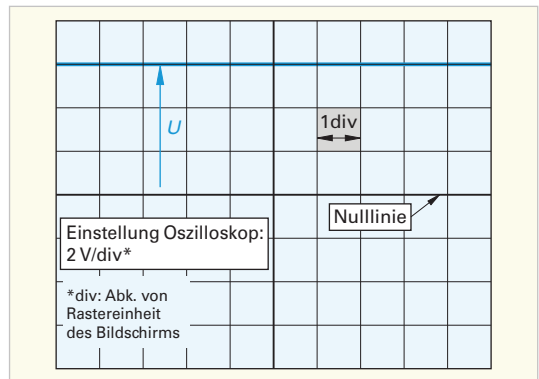 U
1div
Nulllinie
Einstellung Oszilloskop:
2 V/div*
*div: Abk. von
Rastereinheit
des Bildschirms